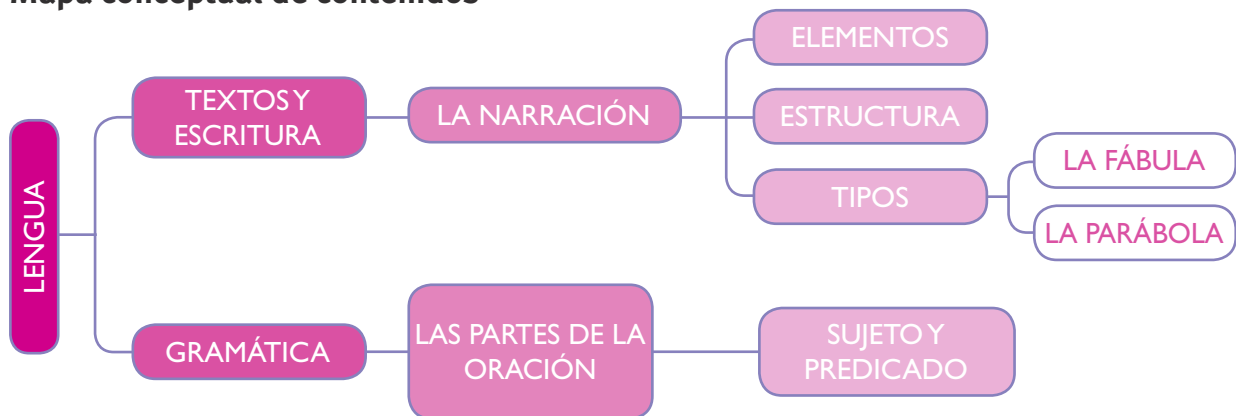 Mapa conceptual de contenidos
LENGUA
TEXTOS Y
ESCRITURA
LA NARRACIÓN
ELEMENTOS
ESTRUCTURA
TIPOS
LA FÁBULA
LA PARÁBOLA
GRAMÁTICA
LAS PARTES DE LA
ORACIÓN
SUJETO Y
PREDICADO